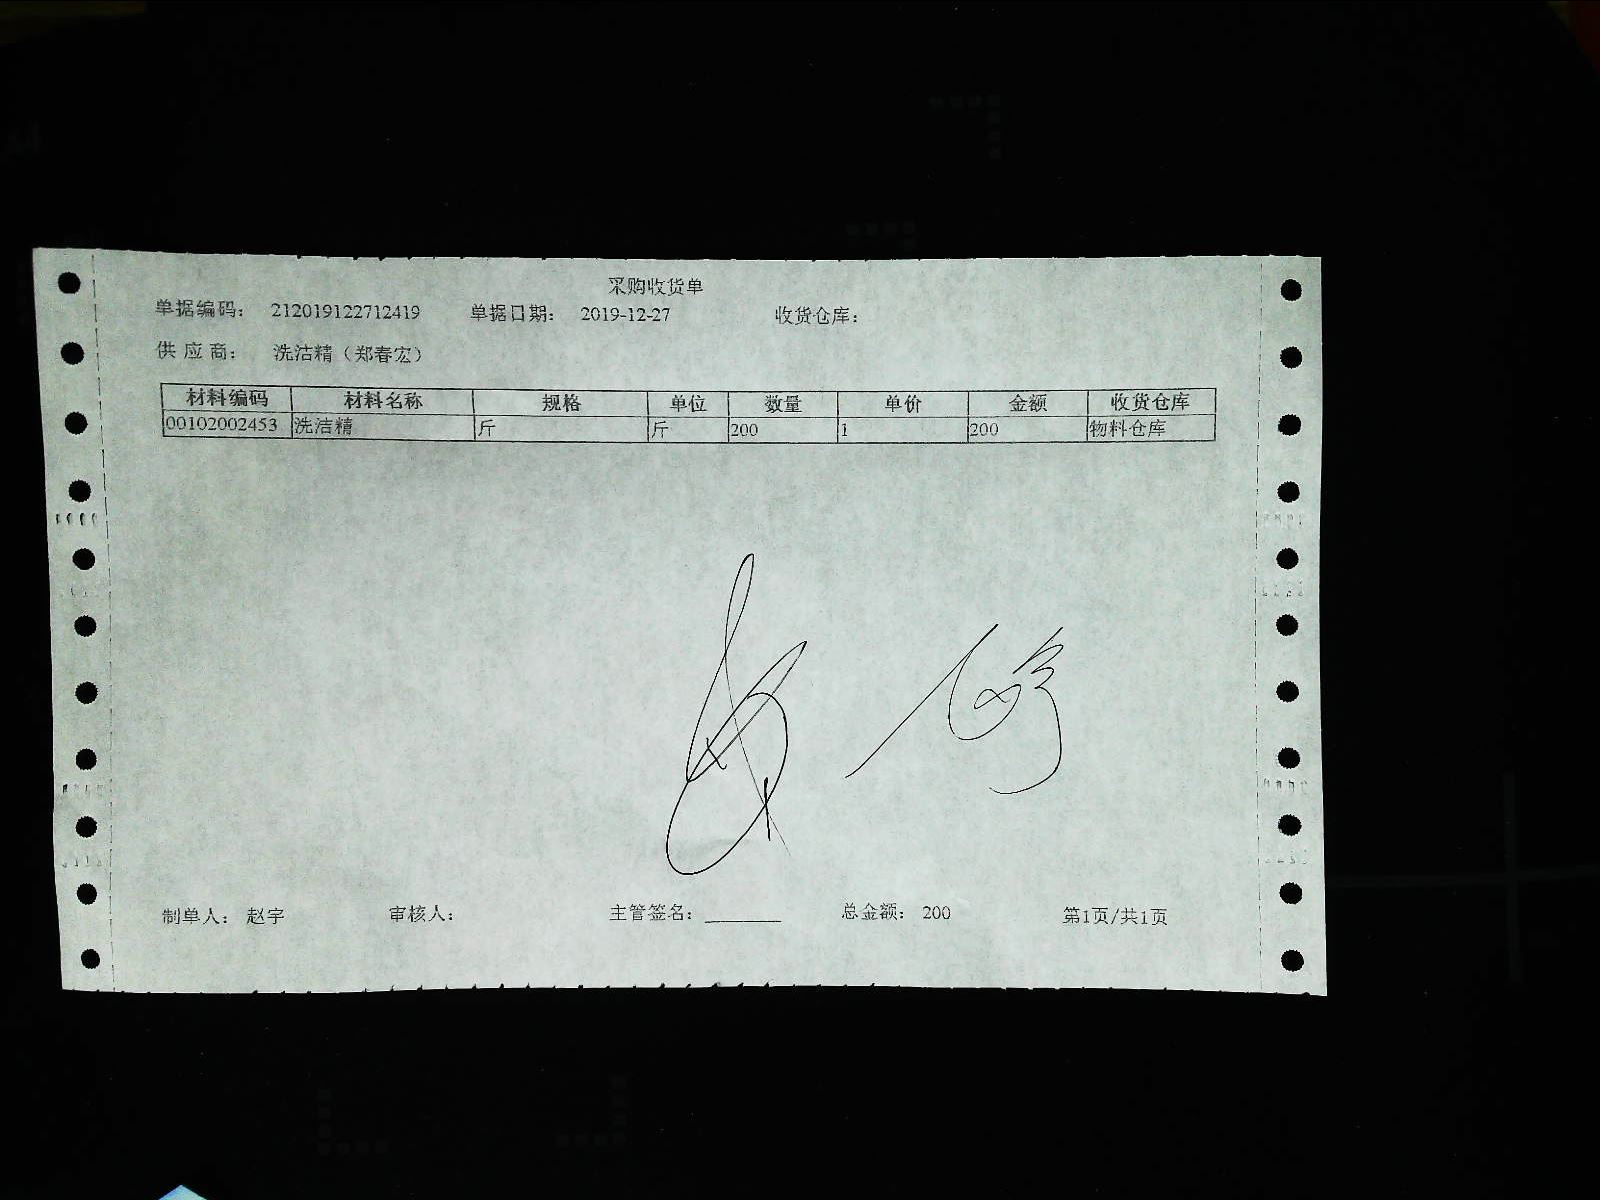 采购收货单
单据编码： 212019122712419 单据日期： 2019-12-27 收货仓库：
供 应 商： 洗洁精（郑春宏）
材料编码 材料名称 规格 单位 数量 单价 金额 收货仓库
00102002453 洗洁精 斤 斤 200 1 200 物料仓库
制单人： 赵宇 审核人： 主管签名： ________ 总金额： 200 第1页/共1页